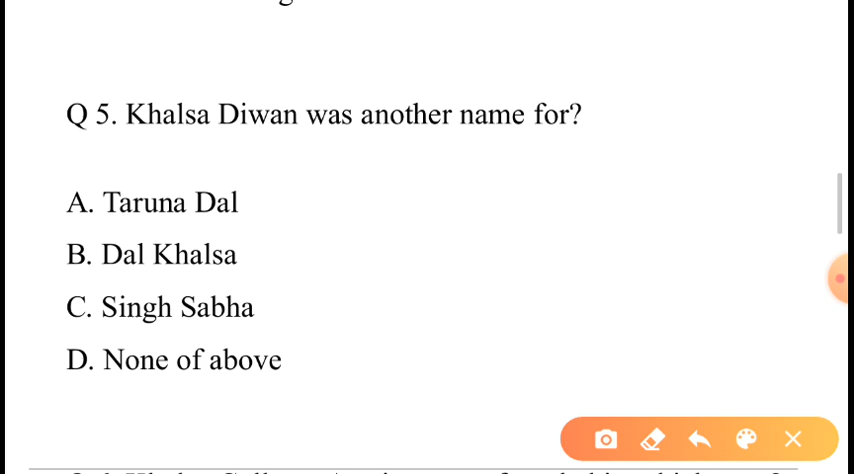 Q 5. Khalsa Diwan was another name for?
A. Taruna Dal
B. Dal Khalsa
C. Singh Sabha
D. None of above